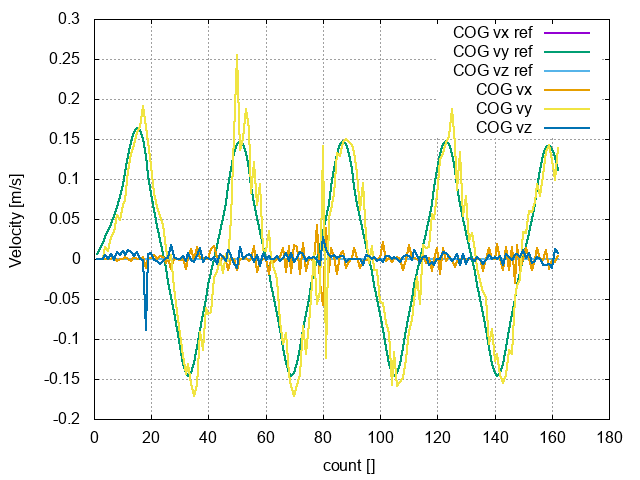 0.3
0.25
0.2
0.15
0.1
0.05
0
-0.05
-0.1
-0.15
-0.2
Velocity [m/s]
COG vx ref
COG vy ref
COG vz ref
COG vx
COG vy
COG vz
0 20 40 60 80 100 120 140 160 180
count []